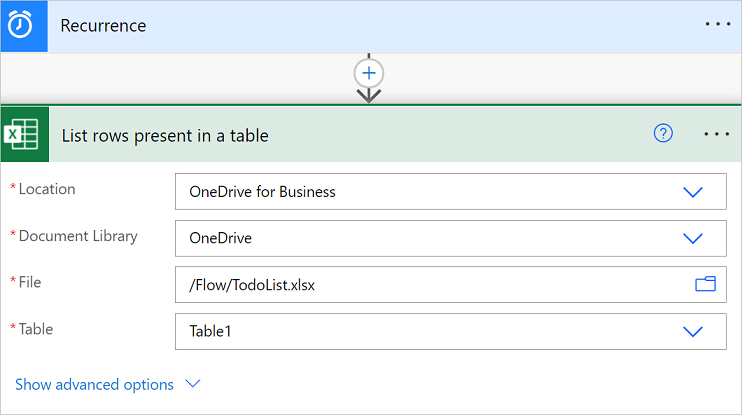 Recurrence
List rows present in a table
*Location
OneDrive for Business
*Document Library
OneDrive
*File
/Flow/TodoList.xlsx
*Table
Table1
Show advanced options